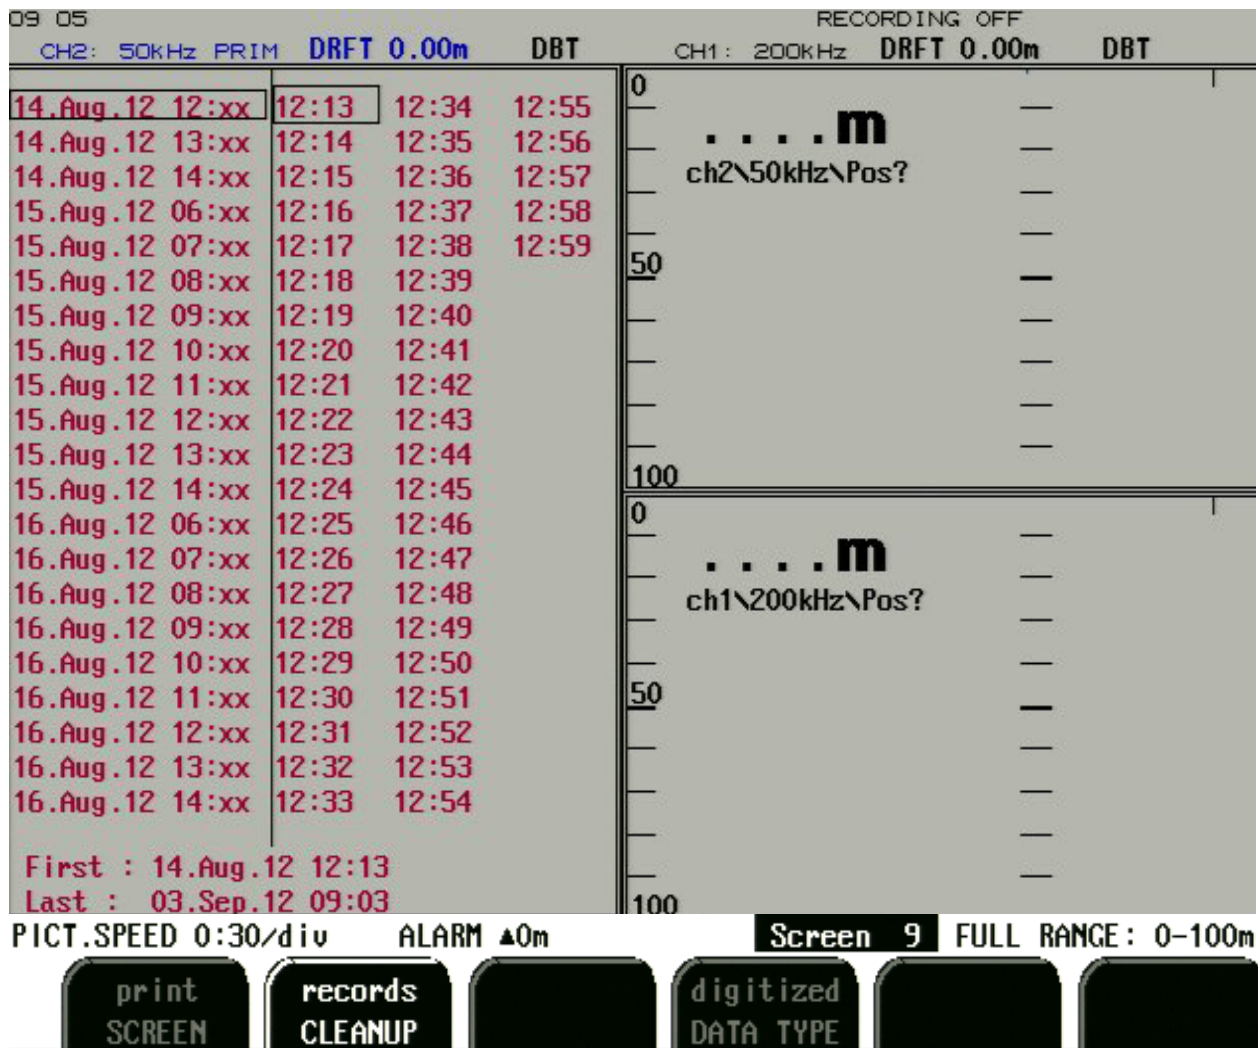 09 05 RECORDING OFF
CH2: 50kHz PRIM DRFT 0.00m DBT CH1: 200kHz DRFT 0.00m DBT
14.Aug.12 12:xx 12:13 12:34 12:55
14.Aug.12 13:xx 12:14 12:35 12:56
14.Aug.12 14:xx 12:15 12:36 12:57
15.Aug.12 06:xx 12:16 12:37 12:58
15.Aug.12 07:xx 12:17 12:38 12:59
15.Aug.12 08:xx 12:18 12:39
15.Aug.12 09:xx 12:19 12:40
15.Aug.12 10:xx 12:20 12:41
15.Aug.12 11:xx 12:21 12:42
15.Aug.12 12:xx 12:22 12:43
15.Aug.12 13:xx 12:23 12:44
15.Aug.12 14:xx 12:24 12:45
16.Aug.12 06:xx 12:25 12:46
16.Aug.12 07:xx 12:26 12:47
16.Aug.12 08:xx 12:27 12:48
16.Aug.12 09:xx 12:28 12:49
16.Aug.12 10:xx 12:29 12:50
16.Aug.12 11:xx 12:30 12:51
16.Aug.12 12:xx 12:31 12:52
16.Aug.12 13:xx 12:32 12:53
16.Aug.12 14:xx 12:33 12:54
First : 14.Aug.12 12:13
Last : 03.Sep.12 09:03
0
....m
ch2\50kHz\Pos?
50
100
0
....m
ch1\200kHz\Pos?
50
100
PICT.SPEED 0:30/div ALARM ▲0m Screen 9 FULL RANGE: 0-100m
print
SCREEN
records
CLEANUP
digitized
DATA TYPE